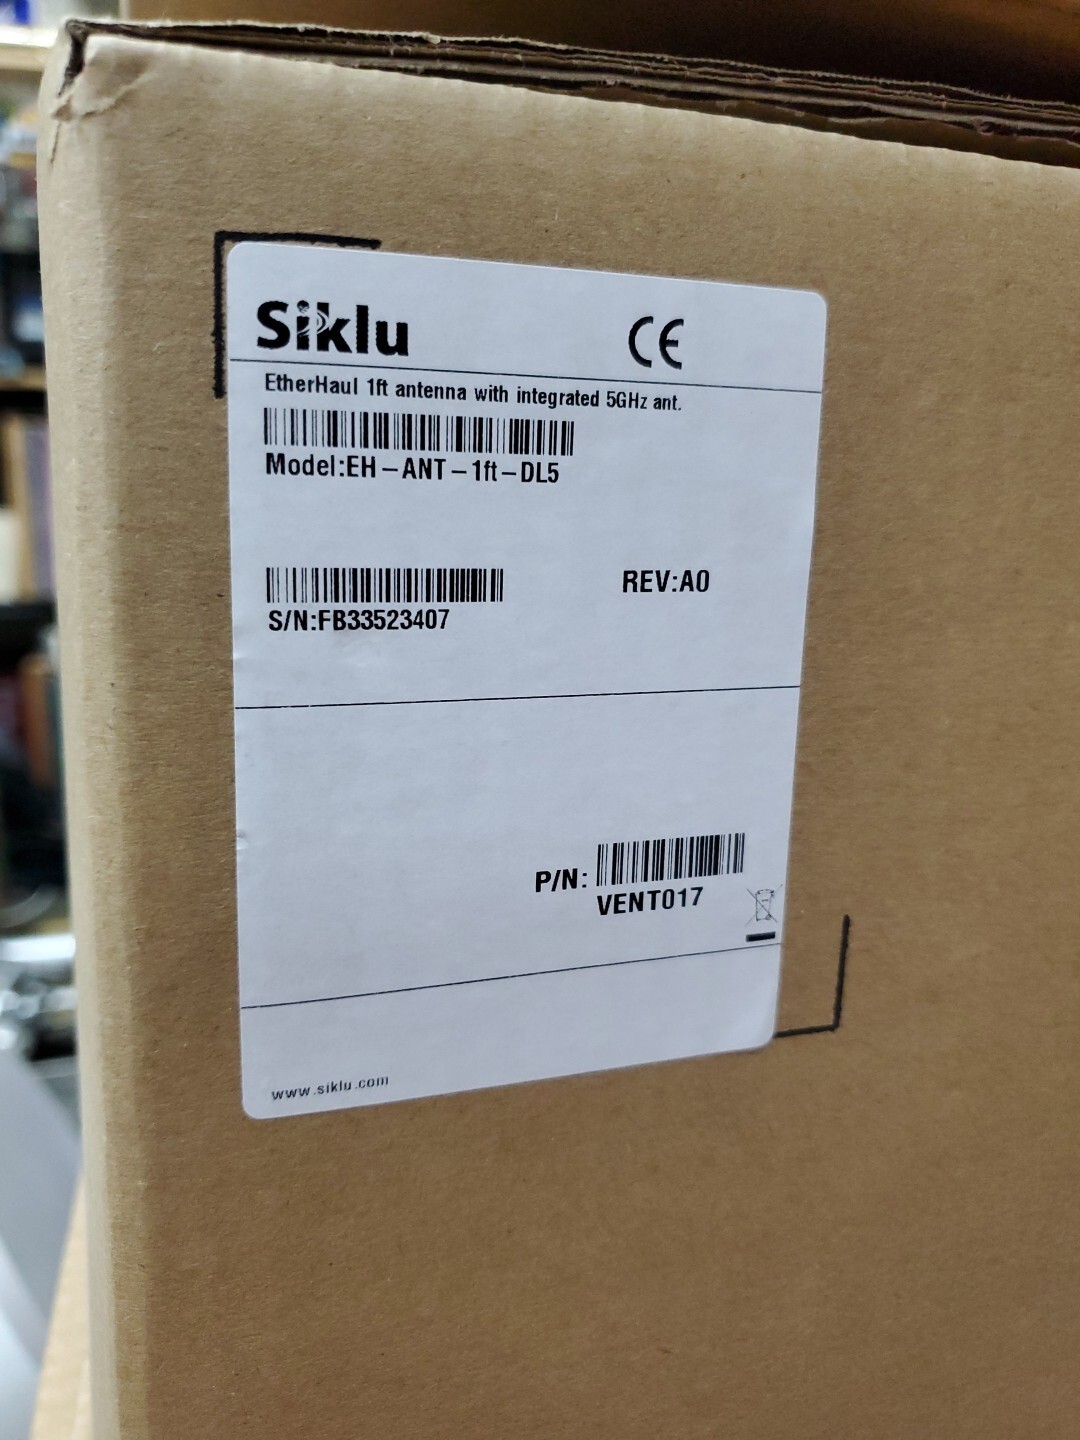 Siklu
CE
EtherHaul 1ft antenna with integrated 5GHz ant.
Model:EH-ANT-1ft-DL5
S/N:FB33523407
REV:A0
P/N:
VENT017
www.siklu.com